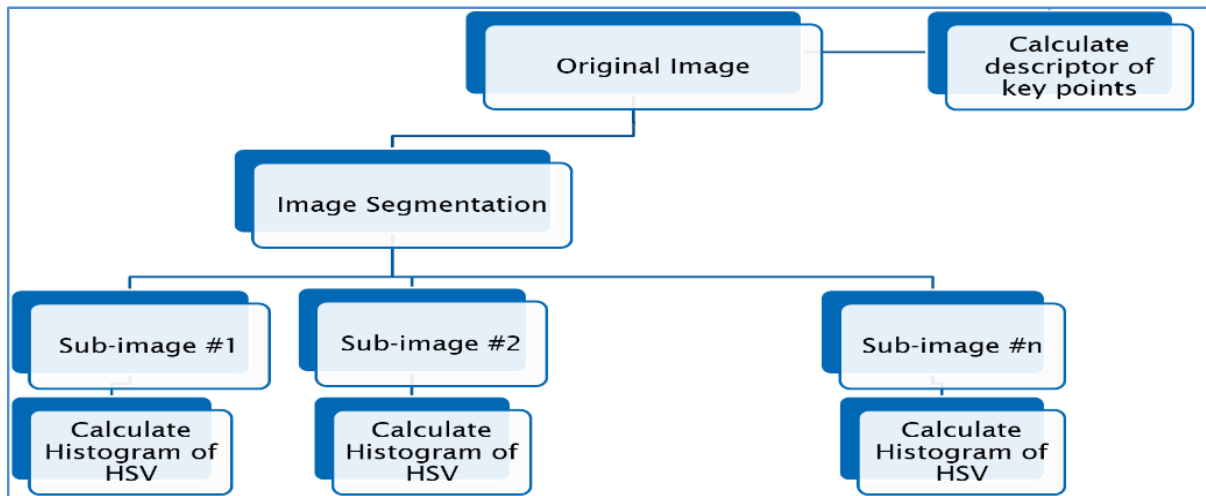 Original Image
Calculate
descriptor of
key points
Image Segmentation
Sub-image #1
Sub-image #2
Sub-image #n
Calculate
Histogram of
HSV
Calculate
Histogram of
HSV
Calculate
Histogram of
HSV